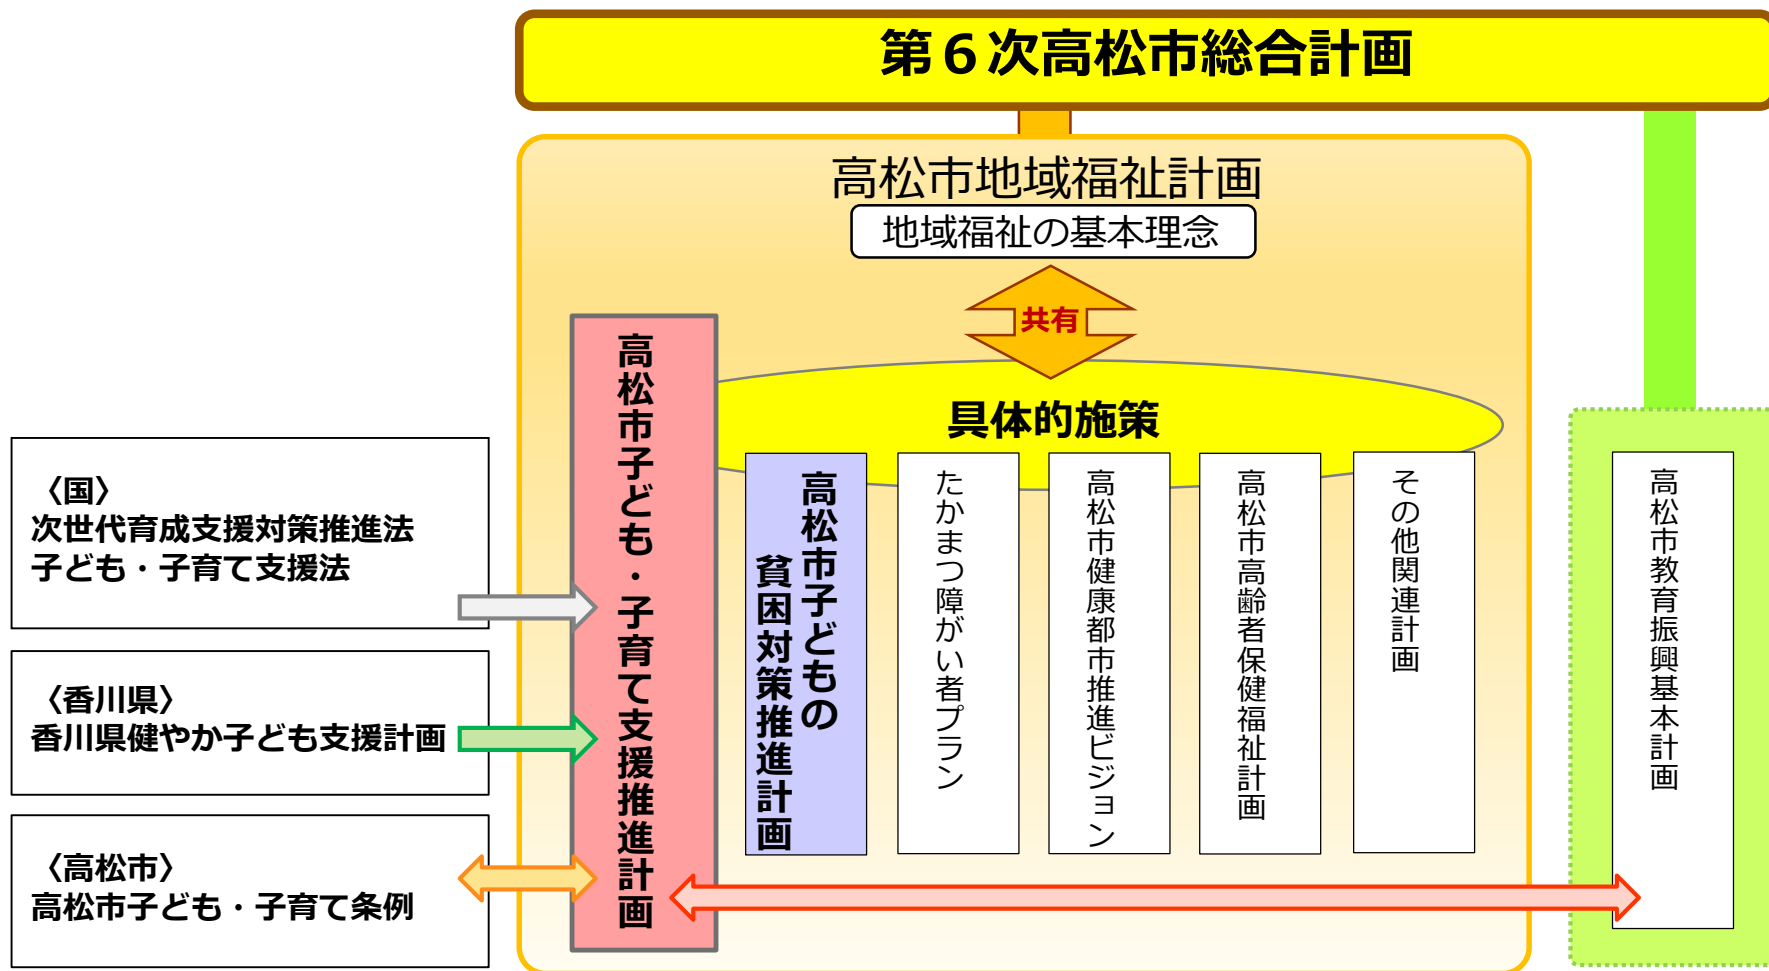 第６次高松市総合計画
高松市地域福祉計画
地域福祉の基本理念
共有
具体的施策
〈国〉
次世代育成支援対策推進法
子ども・子育て支援法
〈香川県〉
香川県健やか子ども支援計画
〈高松市〉
高松市子ども・子育て条例
高松市子ども・子育て支援推進計画
高松市子どもの
貧困対策推進計画
たかまつ障がい者プラン
高松市健康都市推進ビジョン
高松市高齢者保健福祉計画
その他関連計画
高松市教育振興基本計画